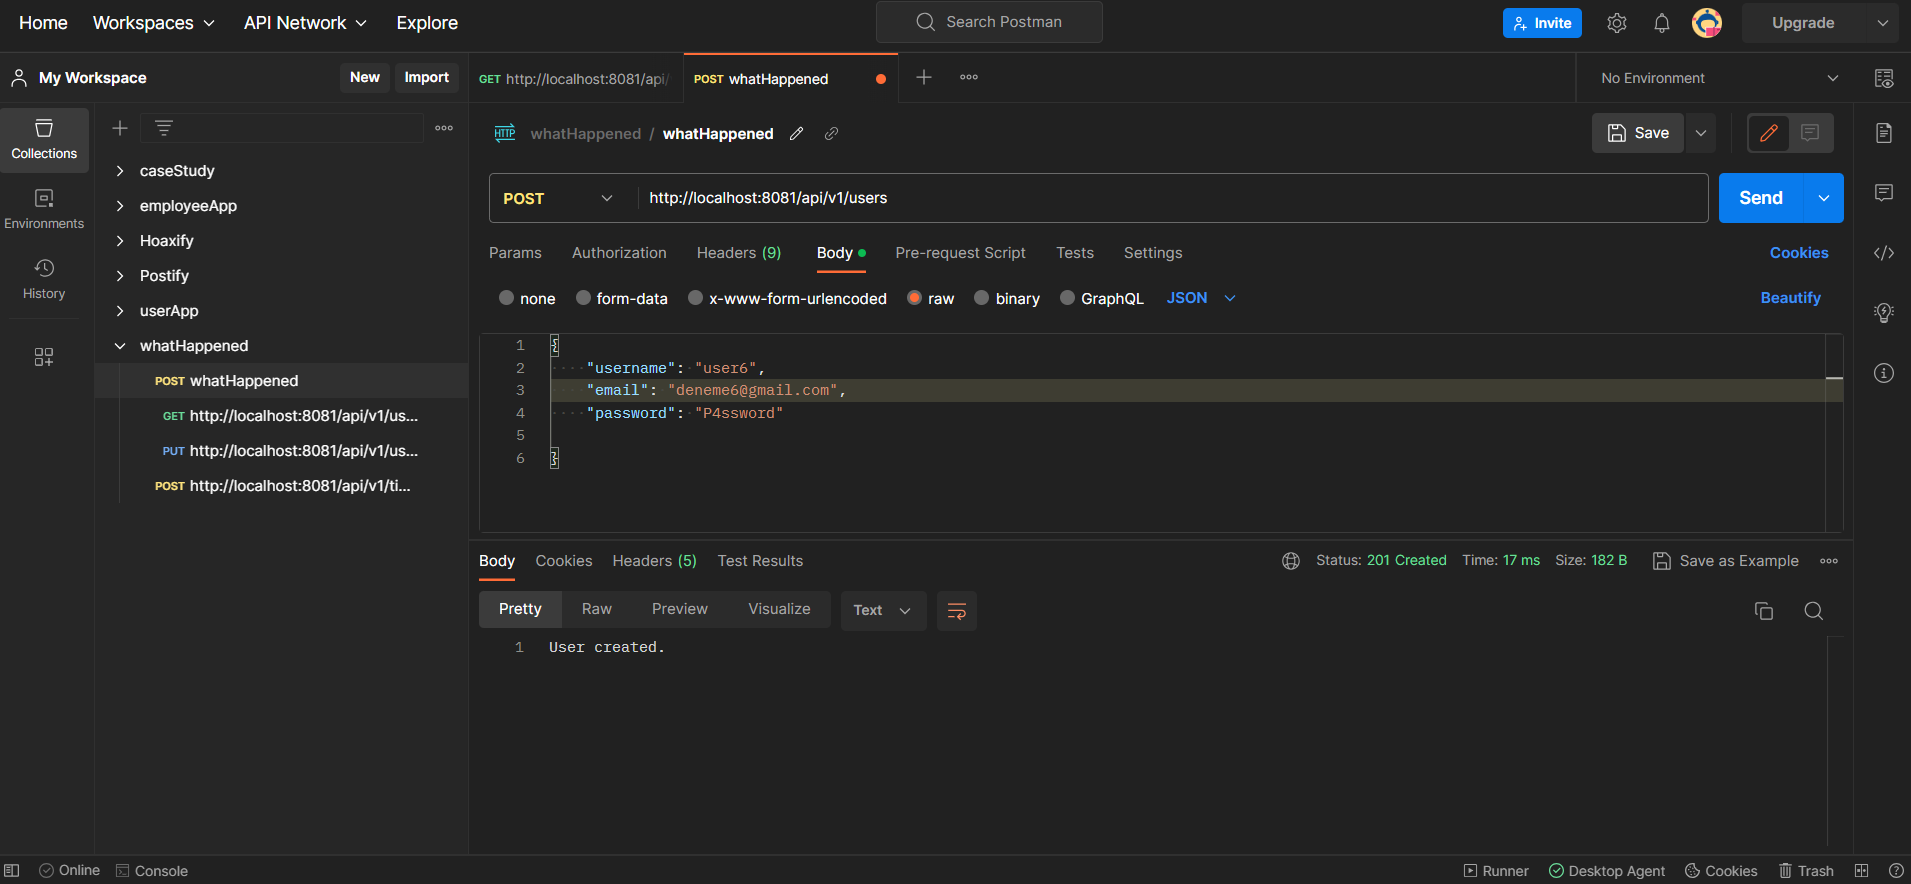 Home Workspaces API Network Explore Search Postman Invite Upgrade
My Workspace New Import GET http://localhost:8081/api/ POST whatHappened No Environment
Collections
Environments
History
caseStudy
employeeApp
Hoaxify
Postify
userApp
whatHappened
POST whatHappened
GET http://localhost:8081/api/v1/us...
PUT http://localhost:8081/api/v1/us...
POST http://localhost:8081/api/v1/ti...
HTTP whatHappened / whatHappened Save
POST http://localhost:8081/api/v1/users Send
Params Authorization Headers (9) Body Pre-request Script Tests Settings Cookies
none form-data x-www-form-urlencoded raw binary GraphQL JSON Beautify
1 {
2 "username": "user6",
3 "email": "deneme6@gmail.com",
4 "password": "P4ssword"
5
6 }
Body Cookies Headers (5) Test Results Status: 201 Created Time: 17 ms Size: 182 B Save as Example
Pretty Raw Preview Visualize Text
1 User created.
Online Console Runner Desktop Agent Cookies Trash